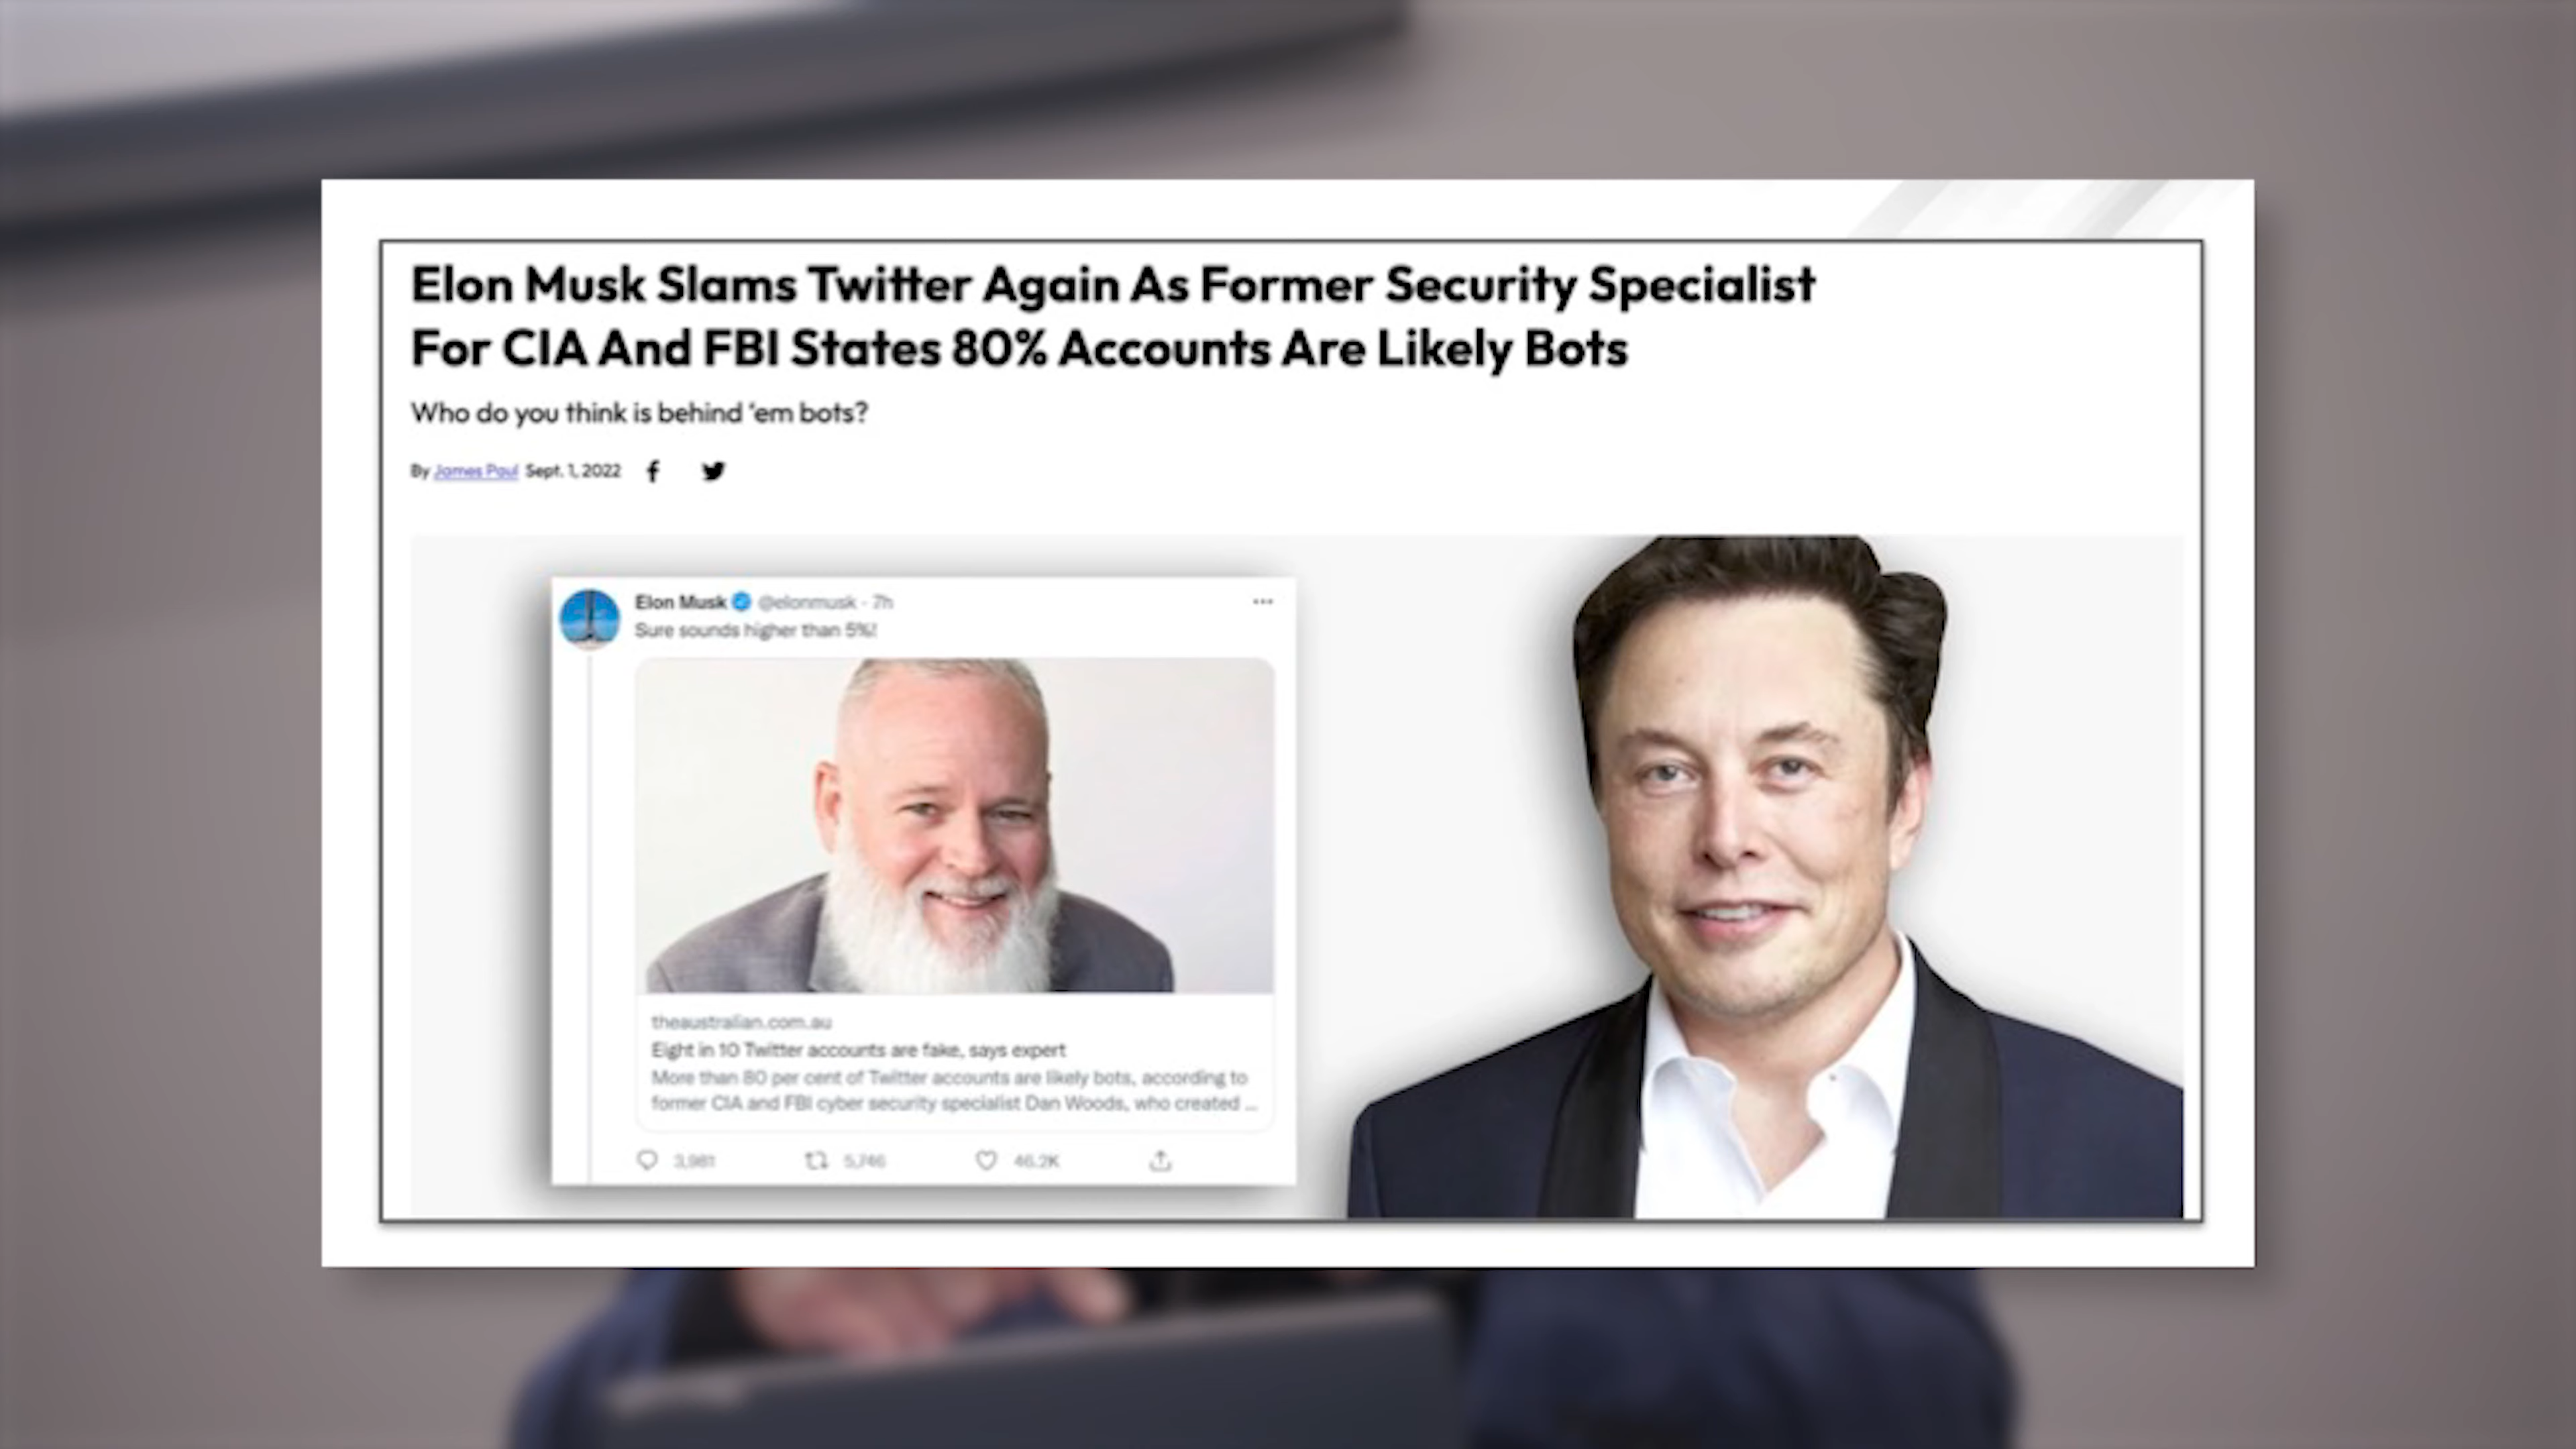 Elon Musk Slams Twitter Again As Former Security Specialist
For CIA And FBI States 80% Accounts Are Likely Bots
Who do you think is behind ‘em bots?
By James Paul Sept. 1, 2022
Elon Musk @elonmusk · 7h
Sure sounds higher than 5%!
theaustralian.com.au
Eight in 10 Twitter accounts are fake, says expert
More than 80 per cent of Twitter accounts are likely bots, according to
former CIA and FBI cyber security specialist Dan Woods, who created ...
5,746 46.2K